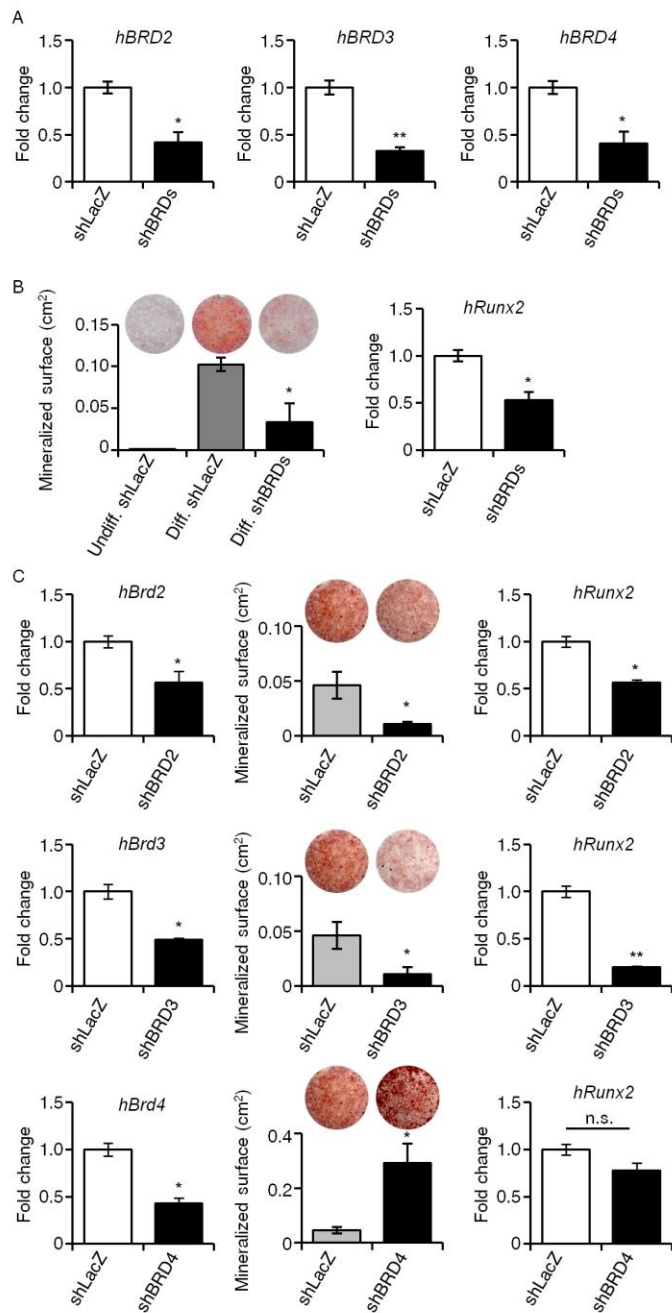 A
hBRD2
hBRD3
hBRD4
Fold change
1.5
1.0
0.5
0
*
shLacZ
shBRDs
Fold change
1.5
1.0
0.5
0
**
shLacZ
shBRDs
Fold change
1.5
1.0
0.5
0
*
shLacZ
shBRDs
B
Mineralized surface (cm²)
0.15
0.10
0.05
0
*
Undiff. shLacZ
Diff. shLacZ
Diff. shBRDs
hRunx2
Fold change
1.5
1.0
0.5
0
*
shLacZ
shBRDs
C
hBrd2
Fold change
1.5
1.0
0.5
0
*
shLacZ
shBRD2
Mineralized surface (cm²)
0.10
0.05
0
*
shLacZ
shBRD2
hRunx2
Fold change
1.5
1.0
0.5
0
*
shLacZ
shBRD2
hBrd3
Fold change
1.5
1.0
0.5
0
*
shLacZ
shBRD3
Mineralized surface (cm²)
0.10
0.05
0
*
shLacZ
shBRD3
hRunx2
Fold change
1.5
1.0
0.5
0
**
shLacZ
shBRD3
hBrd4
Fold change
1.5
1.0
0.5
0
*
shLacZ
shBRD4
Mineralized surface (cm²)
0.4
0.2
0
*
shLacZ
shBRD4
hRunx2
Fold change
1.5
1.0
0.5
0
n.s.
shLacZ
shBRD4